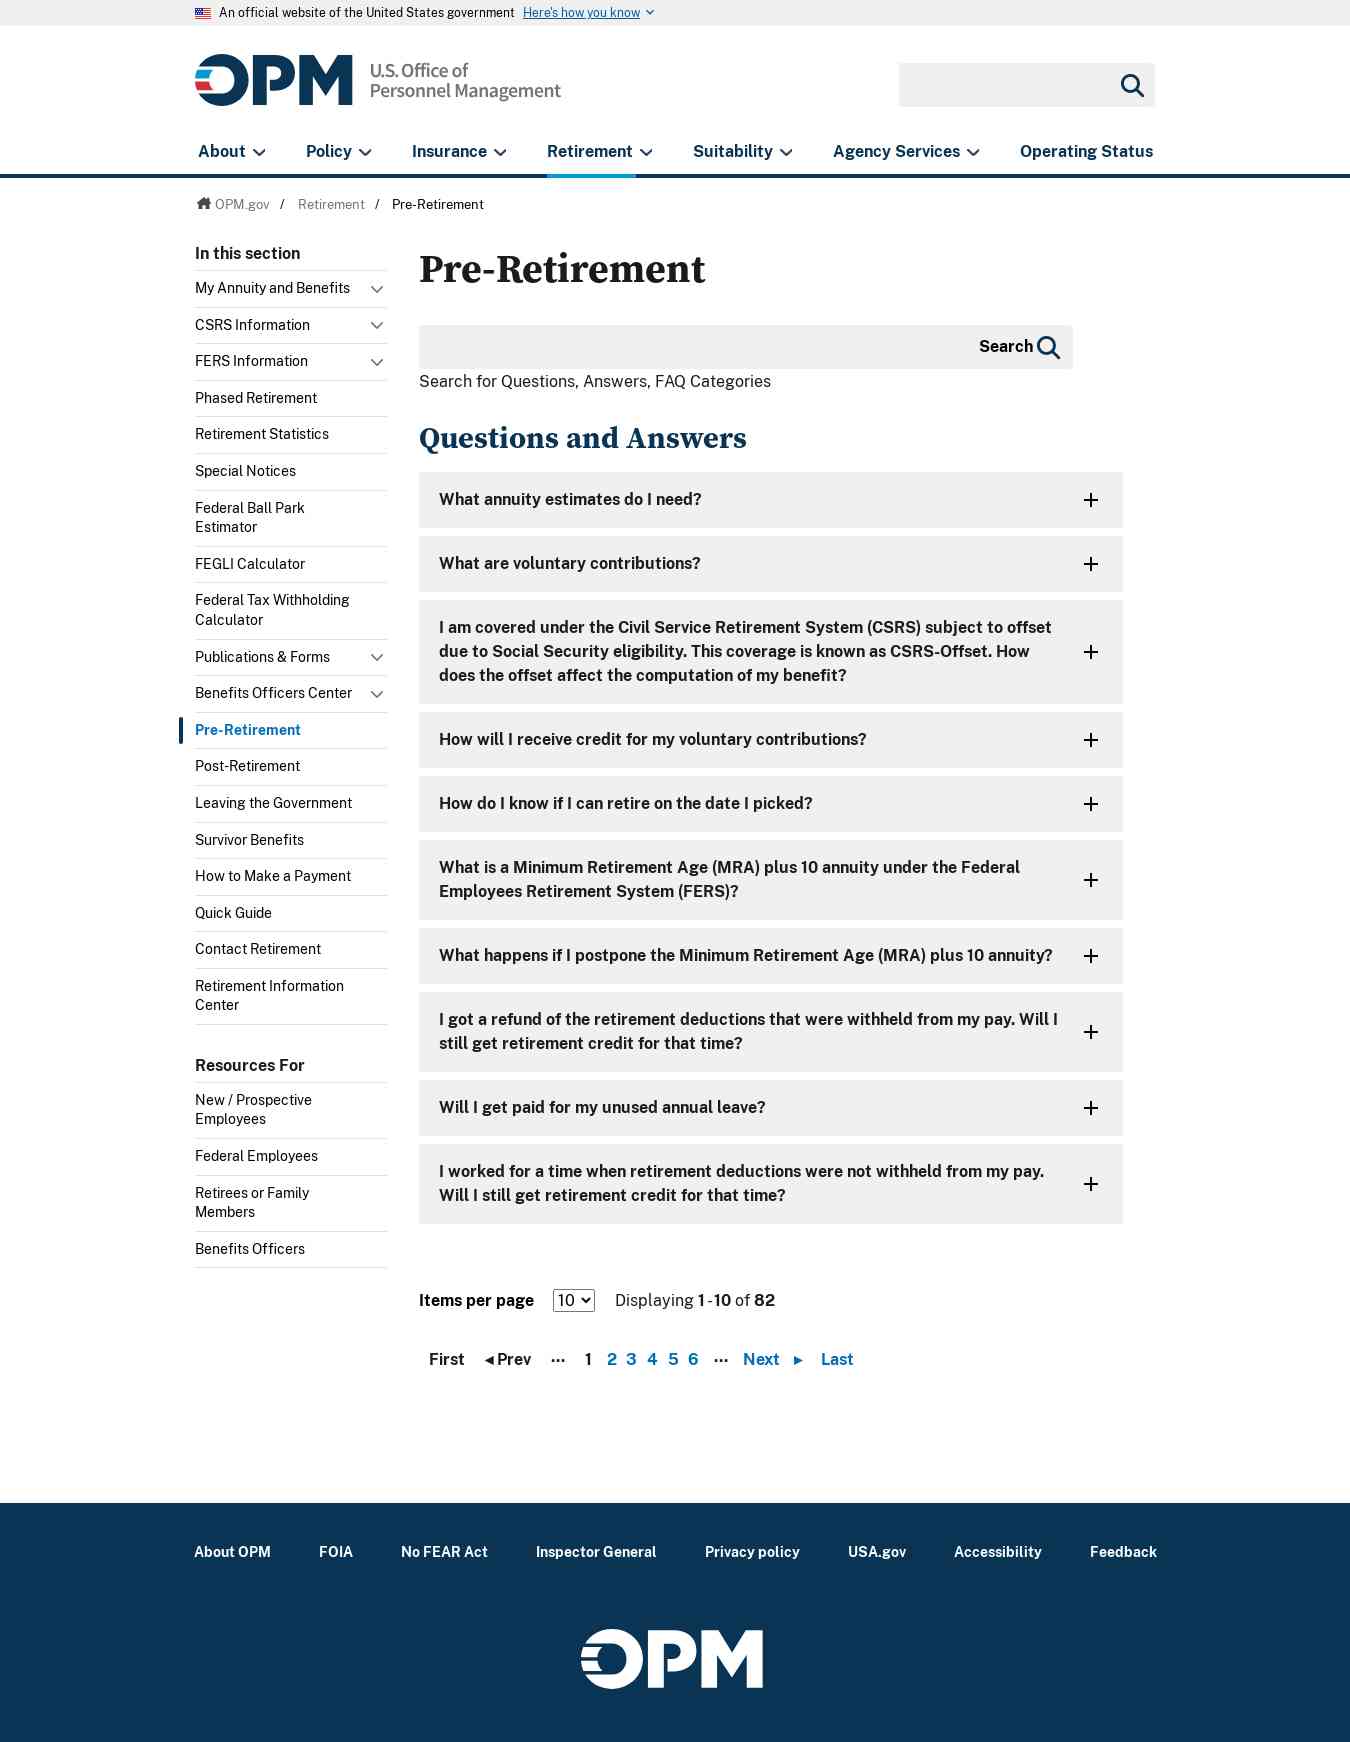 An official website of the United States government Here's how you know
OPM U.S. Office of
Personnel Management
About Policy Insurance Retirement Suitability Agency Services Operating Status
OPM.gov / Retirement / Pre-Retirement
In this section
My Annuity and Benefits
CSRS Information
FERS Information
Phased Retirement
Retirement Statistics
Special Notices
Federal Ball Park
Estimator
FEGLI Calculator
Federal Tax Withholding
Calculator
Publications & Forms
Benefits Officers Center
Pre-Retirement
Post-Retirement
Leaving the Government
Survivor Benefits
How to Make a Payment
Quick Guide
Contact Retirement
Retirement Information
Center
Resources For
New / Prospective
Employees
Federal Employees
Retirees or Family
Members
Benefits Officers
Pre-Retirement
Search
Search for Questions, Answers, FAQ Categories
Questions and Answers
What annuity estimates do I need?
What are voluntary contributions?
I am covered under the Civil Service Retirement System (CSRS) subject to offset
due to Social Security eligibility. This coverage is known as CSRS-Offset. How
does the offset affect the computation of my benefit?
How will I receive credit for my voluntary contributions?
How do I know if I can retire on the date I picked?
What is a Minimum Retirement Age (MRA) plus 10 annuity under the Federal
Employees Retirement System (FERS)?
What happens if I postpone the Minimum Retirement Age (MRA) plus 10 annuity?
I got a refund of the retirement deductions that were withheld from my pay. Will I
still get retirement credit for that time?
Will I get paid for my unused annual leave?
I worked for a time when retirement deductions were not withheld from my pay.
Will I still get retirement credit for that time?
Items per page 10 Displaying 1 - 10 of 82
First ◂ Prev ··· 1 2 3 4 5 6 ··· Next ▸ Last
About OPM FOIA No FEAR Act Inspector General Privacy policy USA.gov Accessibility Feedback
OPM